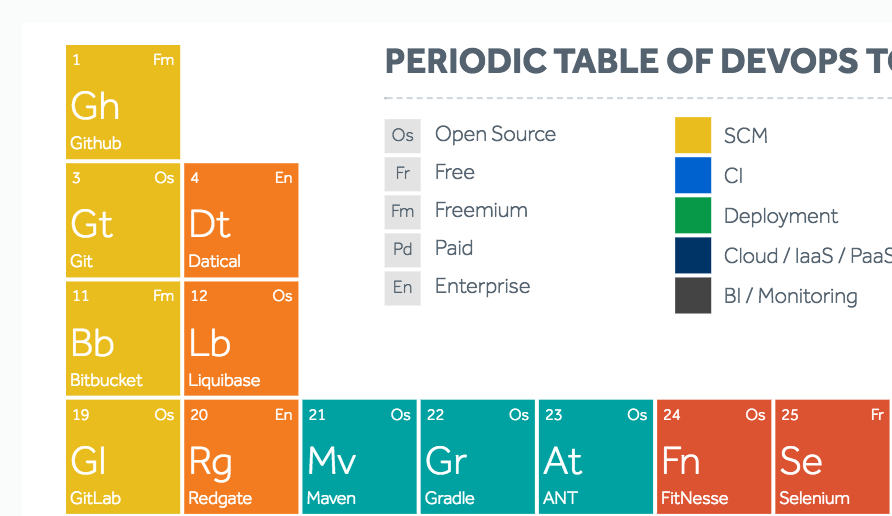 PERIODIC TABLE OF DEVOPS
1 Fm
Gh
Github
3 Os
Gt
Git
4 En
Dt
Datical
11 Fm
Bb
Bitbucket
12 Os
Lb
Liquibase
19 Os
Gl
GitLab
20 En
Rg
Redgate
21 Os
Mv
Maven
22 Os
Gr
Gradle
23 Os
At
ANT
24 Os
Fn
FitNesse
25 Fr
Se
Selenium
Os Open Source
Fr Free
Fm Freemium
Pd Paid
En Enterprise
SCM
CI
Deployment
Cloud / IaaS / PaaS
BI / Monitoring